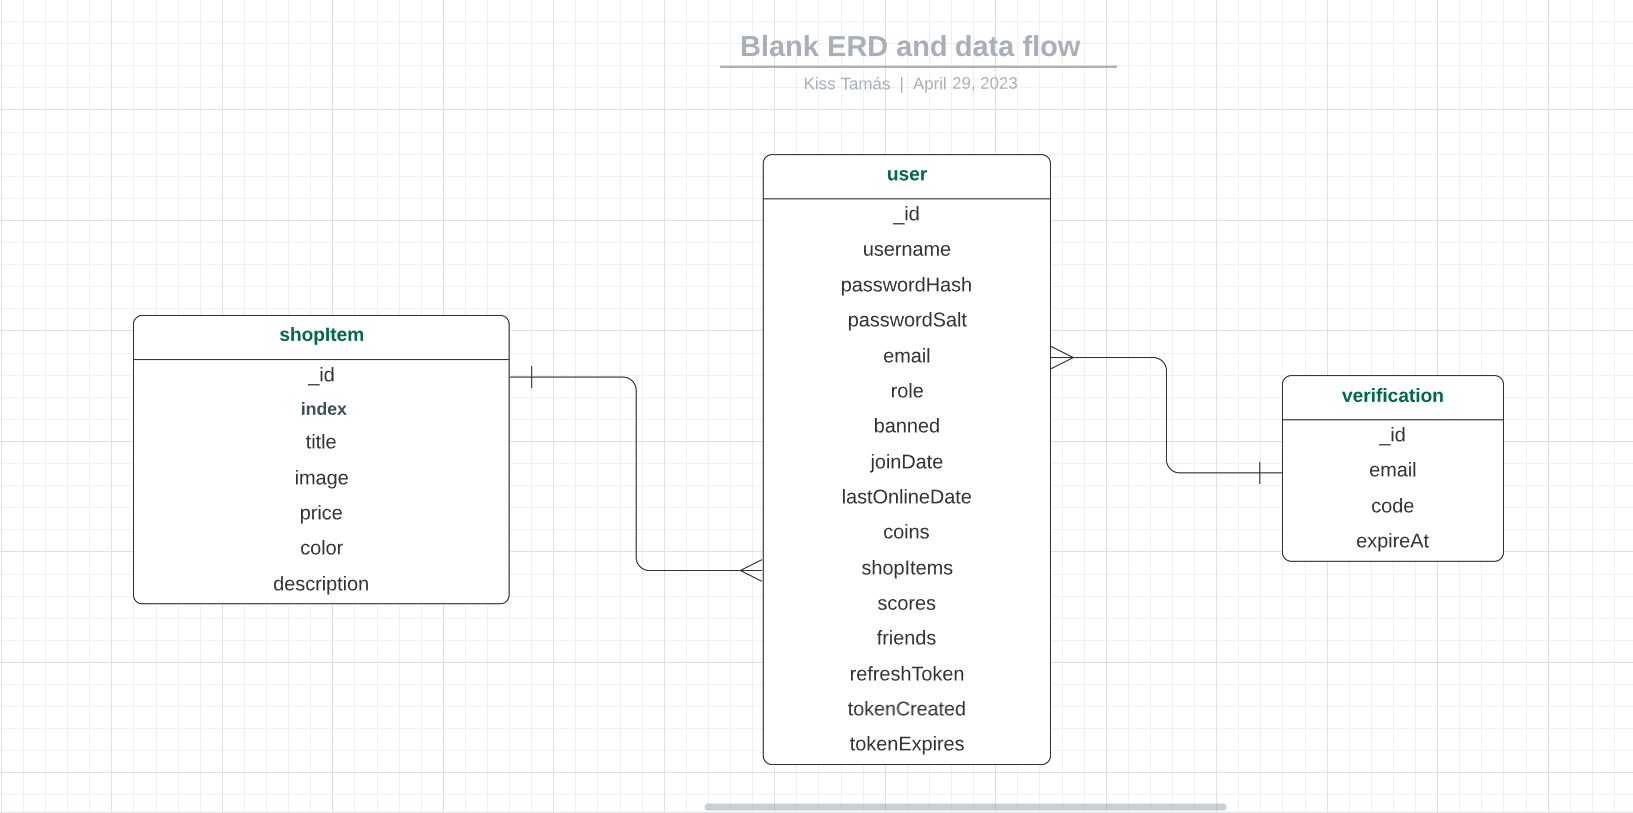 Blank ERD and data flow
Kiss Tamás | April 29, 2023
shopItem
_id
index
title
image
price
color
description
user
_id
username
passwordHash
passwordSalt
email
role
banned
joinDate
lastOnlineDate
coins
shopItems
scores
friends
refreshToken
tokenCreated
tokenExpires
verification
_id
email
code
expireAt